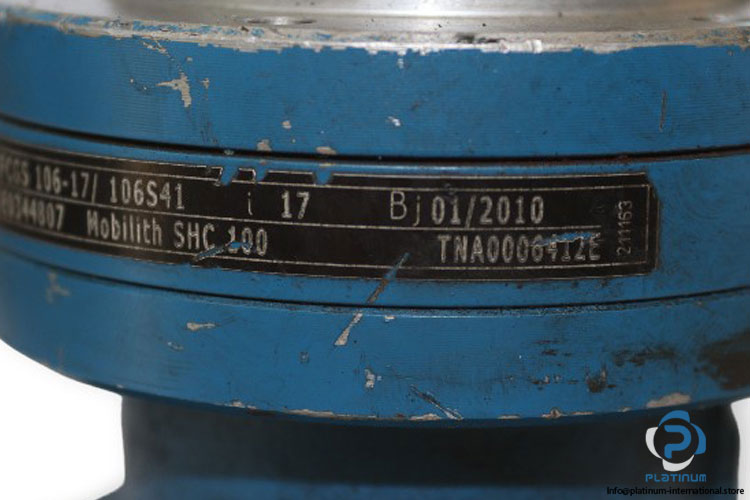 106-17/ 106S41 i 17 Bj 01/2010
Mobilith SHC 100 TNA0006412E
211163
PLATINUM
Info@platinum-international.store